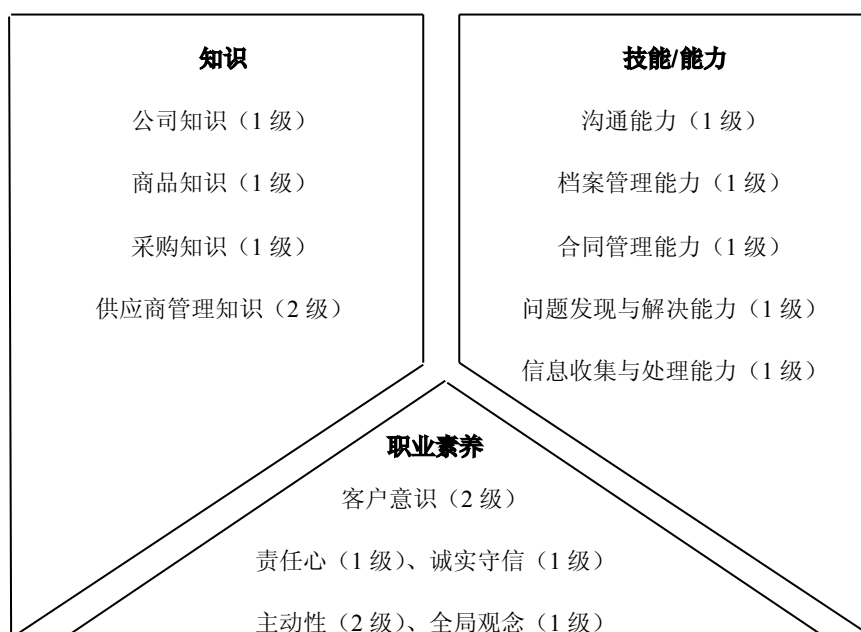 知识
公司知识（1 级）
商品知识（1 级）
采购知识（1 级）
供应商管理知识（2 级）
技能/能力
沟通能力（1 级）
档案管理能力（1 级）
合同管理能力（1 级）
问题发现与解决能力（1 级）
信息收集与处理能力（1 级）
职业素养
客户意识（2 级）
责任心（1 级）、诚实守信（1 级）
主动性（2 级）、全局观念（1 级）